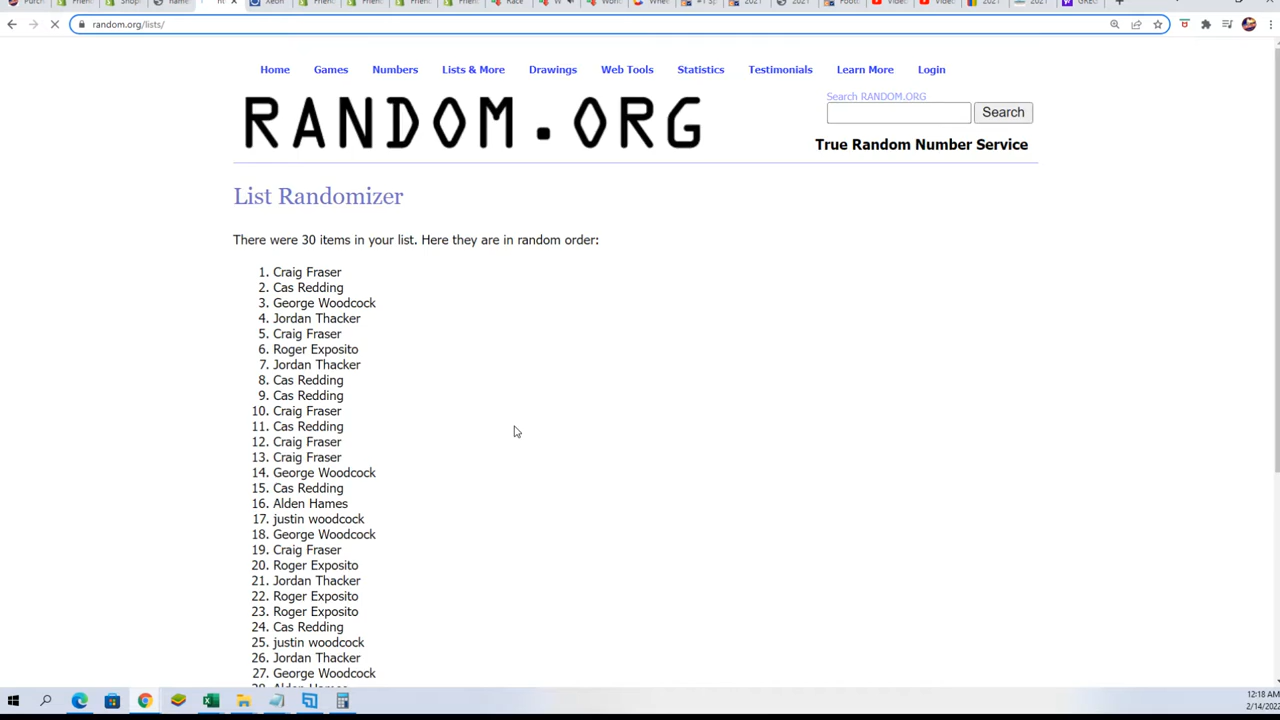 random.org/lists/
Home Games Numbers Lists & More Drawings Web Tools Statistics Testimonials Learn More Login
RANDOM.ORG
Search RANDOM.ORG
Search
True Random Number Service
List Randomizer
There were 30 items in your list. Here they are in random order:
1. Craig Fraser
2. Cas Redding
3. George Woodcock
4. Jordan Thacker
5. Craig Fraser
6. Roger Exposito
7. Jordan Thacker
8. Cas Redding
9. Cas Redding
10. Craig Fraser
11. Cas Redding
12. Craig Fraser
13. Craig Fraser
14. George Woodcock
15. Cas Redding
16. Alden Hames
17. justin woodcock
18. George Woodcock
19. Craig Fraser
20. Roger Exposito
21. Jordan Thacker
22. Roger Exposito
23. Roger Exposito
24. Cas Redding
25. justin woodcock
26. Jordan Thacker
27. George Woodcock
28. Alden Hames
12:18 AM
2/14/2022